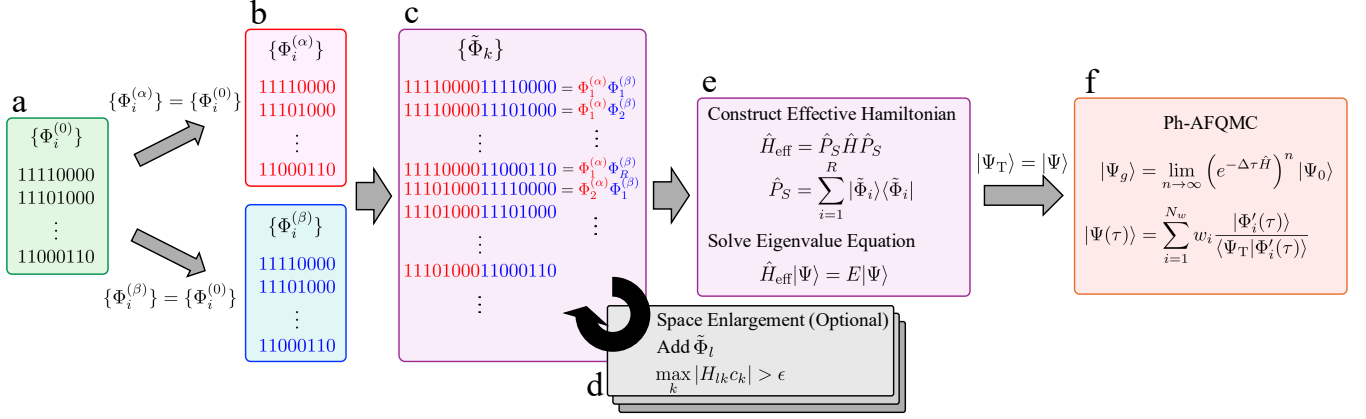 a
{Φ_i^{(0)}}
11110000
11101000
⋮
11000110
{Φ_i^{(α)}} = {Φ_i^{(0)}}
{Φ_i^{(β)}} = {Φ_i^{(0)}}
b
{Φ_i^{(α)}}
11110000
11101000
⋮
11000110
{Φ_i^{(β)}}
11110000
11101000
⋮
11000110
c
{Φ̃_k}
1111000011110000 = Φ_1^{(α)}Φ_1^{(β)}
1111000011101000 = Φ_1^{(α)}Φ_2^{(β)}
⋮ ⋮
1111000011000110 = Φ_1^{(α)}Φ_R^{(β)}
1110100011110000 = Φ_2^{(α)}Φ_1^{(β)}
1110100011101000 ⋮
⋮
1110100011000110
⋮
d
Space Enlargement (Optional)
Add Φ̃_l
max_k |H_{lk}c_k| > ϵ
e
Construct Effective Hamiltonian
Ĥ_eff = P̂_S Ĥ P̂_S
P̂_S = ∑_{i=1}^{R} |Φ̃_i⟩⟨Φ̃_i|
Solve Eigenvalue Equation
Ĥ_eff|Ψ⟩ = E|Ψ⟩
|Ψ_T⟩ = |Ψ⟩
f
Ph-AFQMC
|Ψ_g⟩ = lim_{n→∞} (e^{−Δτ Ĥ})^n |Ψ_0⟩
|Ψ(τ)⟩ = ∑_{i=1}^{N_w} w_i |Φ′_i(τ)⟩ / ⟨Ψ_T|Φ′_i(τ)⟩